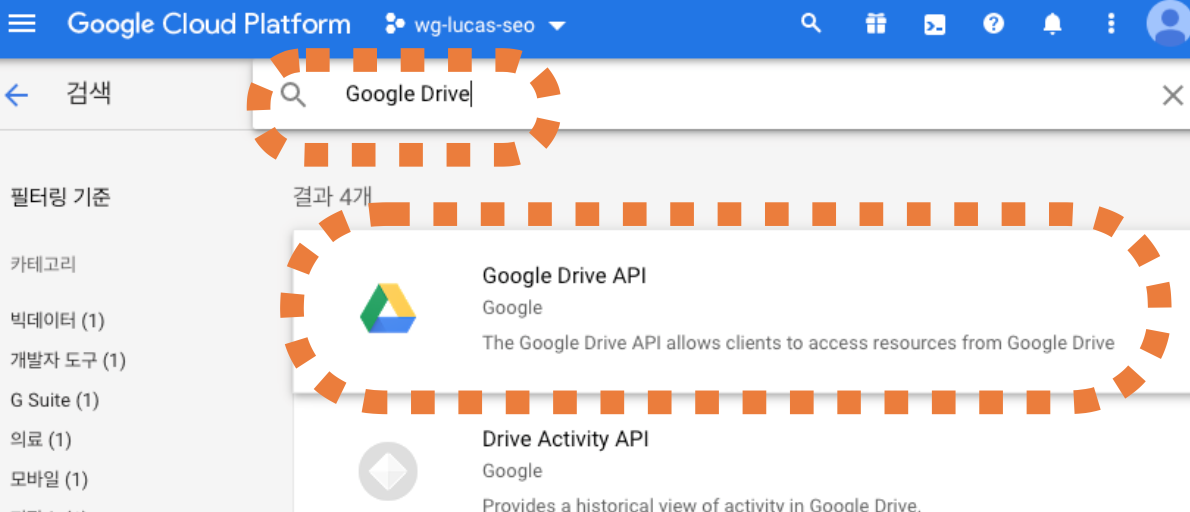 Google Cloud Platform
wg-lucas-seo
검색
Google Drive
필터링 기준
결과 4개
카테고리
빅데이터 (1)
개발자 도구 (1)
G Suite (1)
의료 (1)
모바일 (1)
Google Drive API
Google
The Google Drive API allows clients to access resources from Google Drive
Drive Activity API
Google
Provides a historical view of activity in Google Drive.